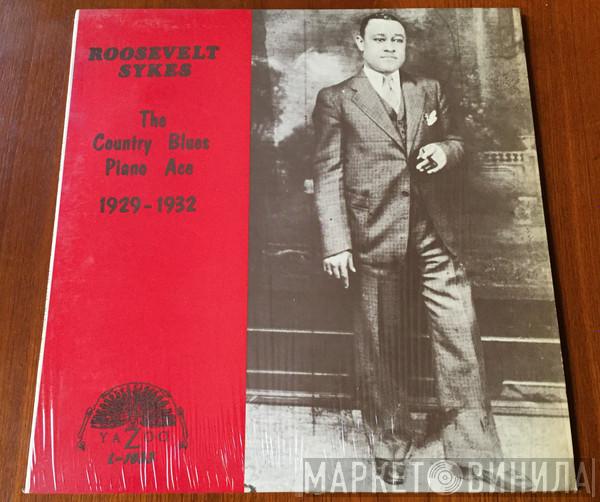 ROOSEVELT
SYKES
The
Country Blues
Piano Ace
1929-1932
YAZOO
МАРКЕТ ВИНИЛА